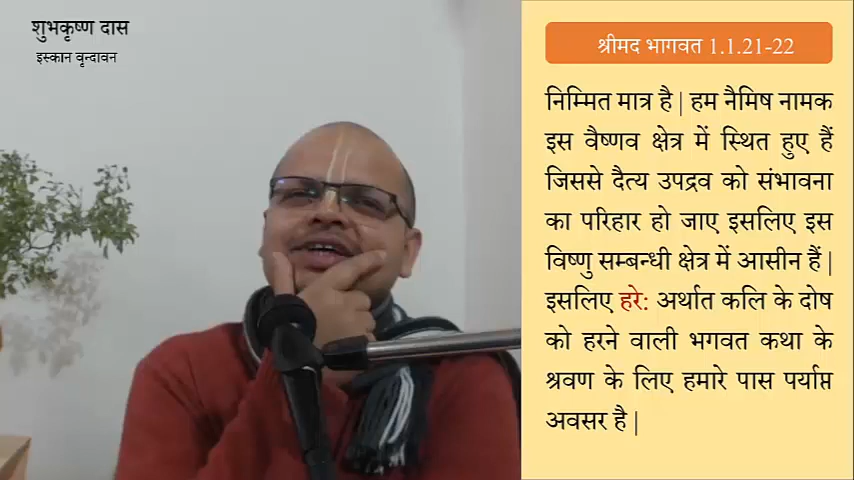 शुभकृष्ण दास
इस्कान वृन्दावन
श्रीमद भागवत 1.1.21-22
निम्मित मात्र है | हम नैमिष नामक
इस वैष्णव क्षेत्र में स्थित हुए हैं
जिससे दैत्य उपद्रव को संभावना
का परिहार हो जाए इसलिए इस
विष्णु सम्बन्धी क्षेत्र में आसीन हैं |
इसलिए हरे: अर्थात कलि के दोष
को हरने वाली भगवत कथा के
श्रवण के लिए हमारे पास पर्याप्त
अवसर है |